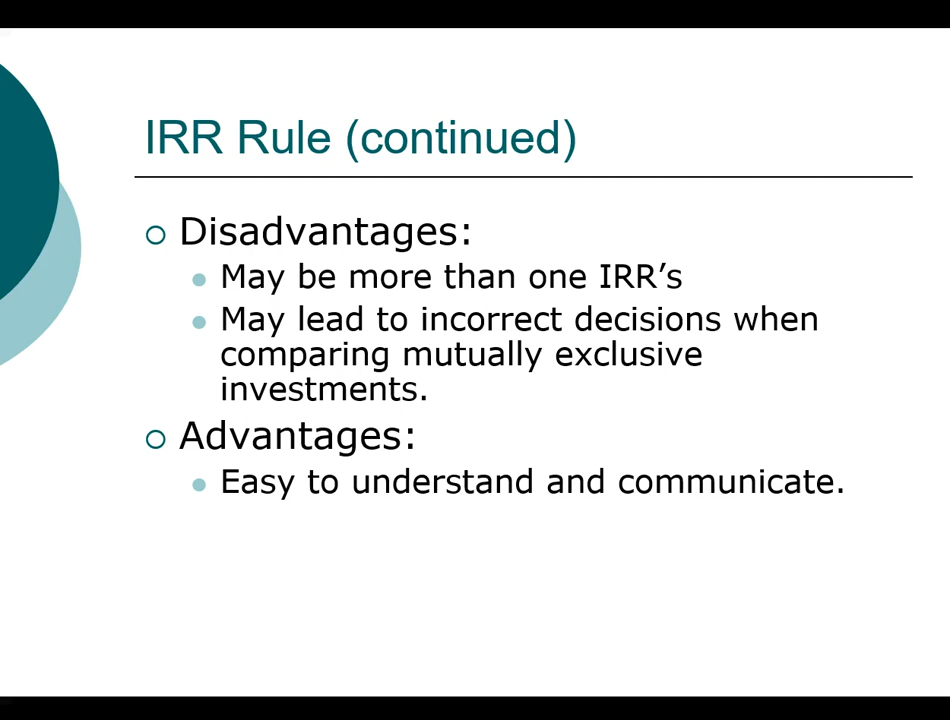 IRR Rule (continued)
Disadvantages:
May be more than one IRR’s
May lead to incorrect decisions when
comparing mutually exclusive
investments.
Advantages:
Easy to understand and communicate.